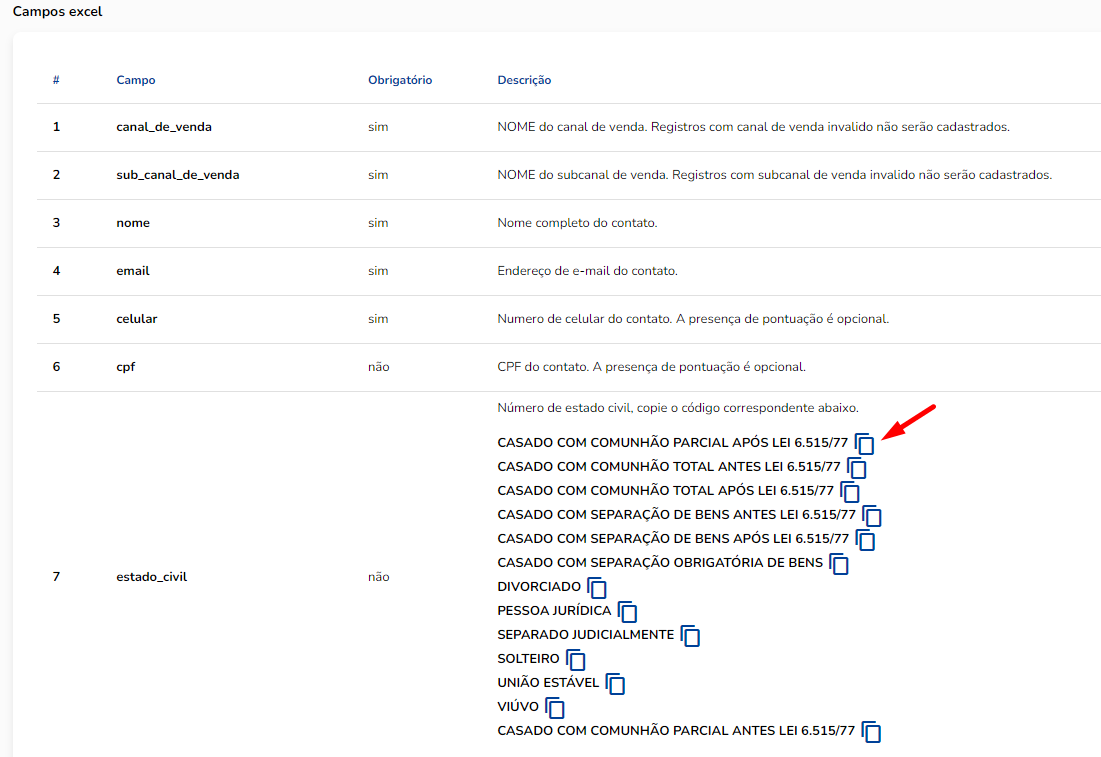 Campos excel
# Campo Obrigatório Descrição
1 canal_de_venda sim NOME do canal de venda. Registros com canal de venda invalido não serão cadastrados.
2 sub_canal_de_venda sim NOME do subcanal de venda. Registros com subcanal de venda invalido não serão cadastrados.
3 nome sim Nome completo do contato.
4 email sim Endereço de e-mail do contato.
5 celular sim Numero de celular do contato. A presença de pontuação é opcional.
6 cpf não CPF do contato. A presença de pontuação é opcional.
7 estado_civil não Número de estado civil, copie o código correspondente abaixo.
CASADO COM COMUNHÃO PARCIAL APÓS LEI 6.515/77
CASADO COM COMUNHÃO TOTAL ANTES LEI 6.515/77
CASADO COM COMUNHÃO TOTAL APÓS LEI 6.515/77
CASADO COM SEPARAÇÃO DE BENS ANTES LEI 6.515/77
CASADO COM SEPARAÇÃO DE BENS APÓS LEI 6.515/77
CASADO COM SEPARAÇÃO OBRIGATÓRIA DE BENS
DIVORCIADO
PESSOA JURÍDICA
SEPARADO JUDICIALMENTE
SOLTEIRO
UNIÃO ESTÁVEL
VIÚVO
CASADO COM COMUNHÃO PARCIAL ANTES LEI 6.515/77